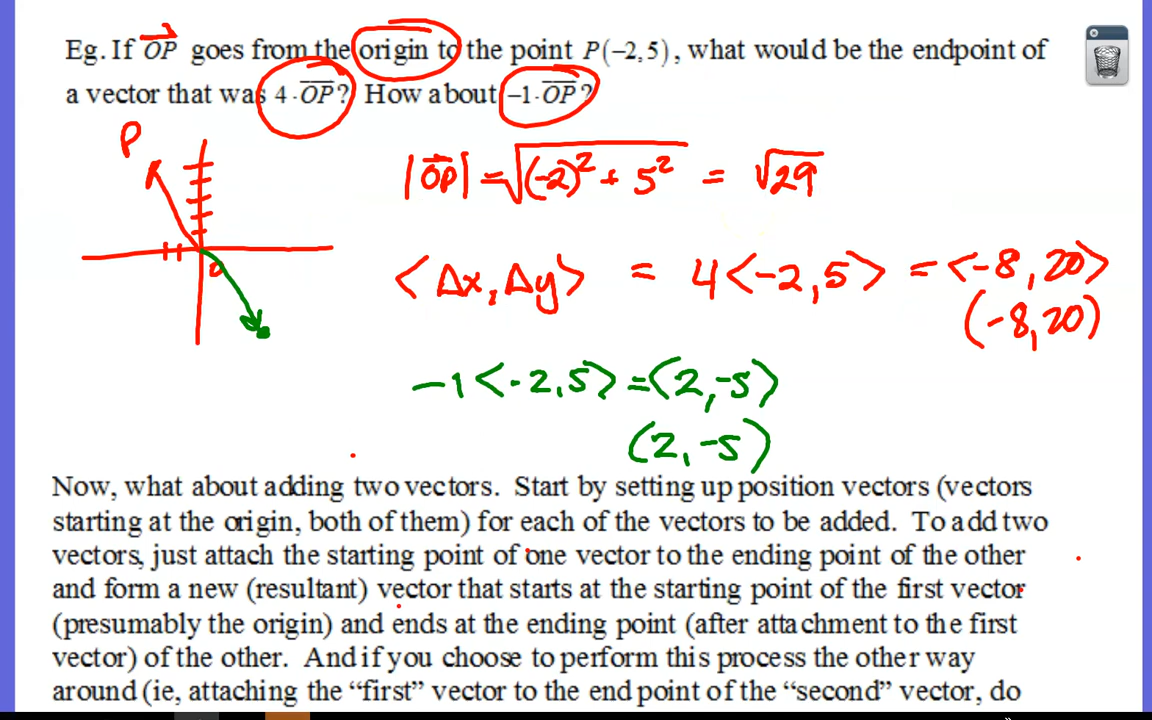 Eg. If OP goes from the origin to the point P(−2,5), what would be the endpoint of
a vector that was 4·OP? How about −1·OP?
P
|OP| = √(-2)² + 5² = √29
0
<Δx, Δy> = 4<-2,5> = <-8, 20>
(-8, 20)
-1<-2,5> = <2,-5>
(2,-5)
Now, what about adding two vectors. Start by setting up position vectors (vectors
starting at the origin, both of them) for each of the vectors to be added. To add two
vectors, just attach the starting point of one vector to the ending point of the other
and form a new (resultant) vector that starts at the starting point of the first vector
(presumably the origin) and ends at the ending point (after attachment to the first
vector) of the other. And if you choose to perform this process the other way
around (ie, attaching the “first” vector to the end point of the “second” vector, do